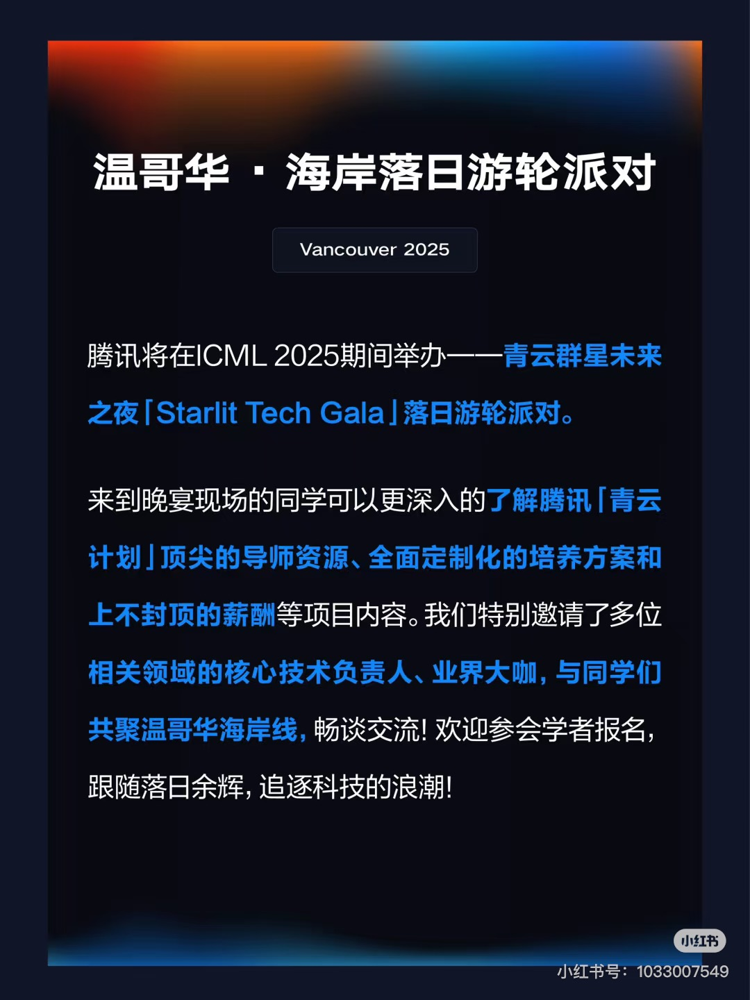 温哥华 · 海岸落日游轮派对
Vancouver 2025
腾讯将在ICML 2025期间举办——青云群星未来
之夜「Starlit Tech Gala」落日游轮派对。
来到晚宴现场的同学可以更深入的了解腾讯「青云
计划」顶尖的导师资源、全面定制化的培养方案和
上不封顶的薪酬等项目内容。我们特别邀请了多位
相关领域的核心技术负责人、业界大咖，与同学们
共聚温哥华海岸线，畅谈交流！欢迎参会学者报名，
跟随落日余辉，追逐科技的浪潮！
小红书
小红书号：1033007549